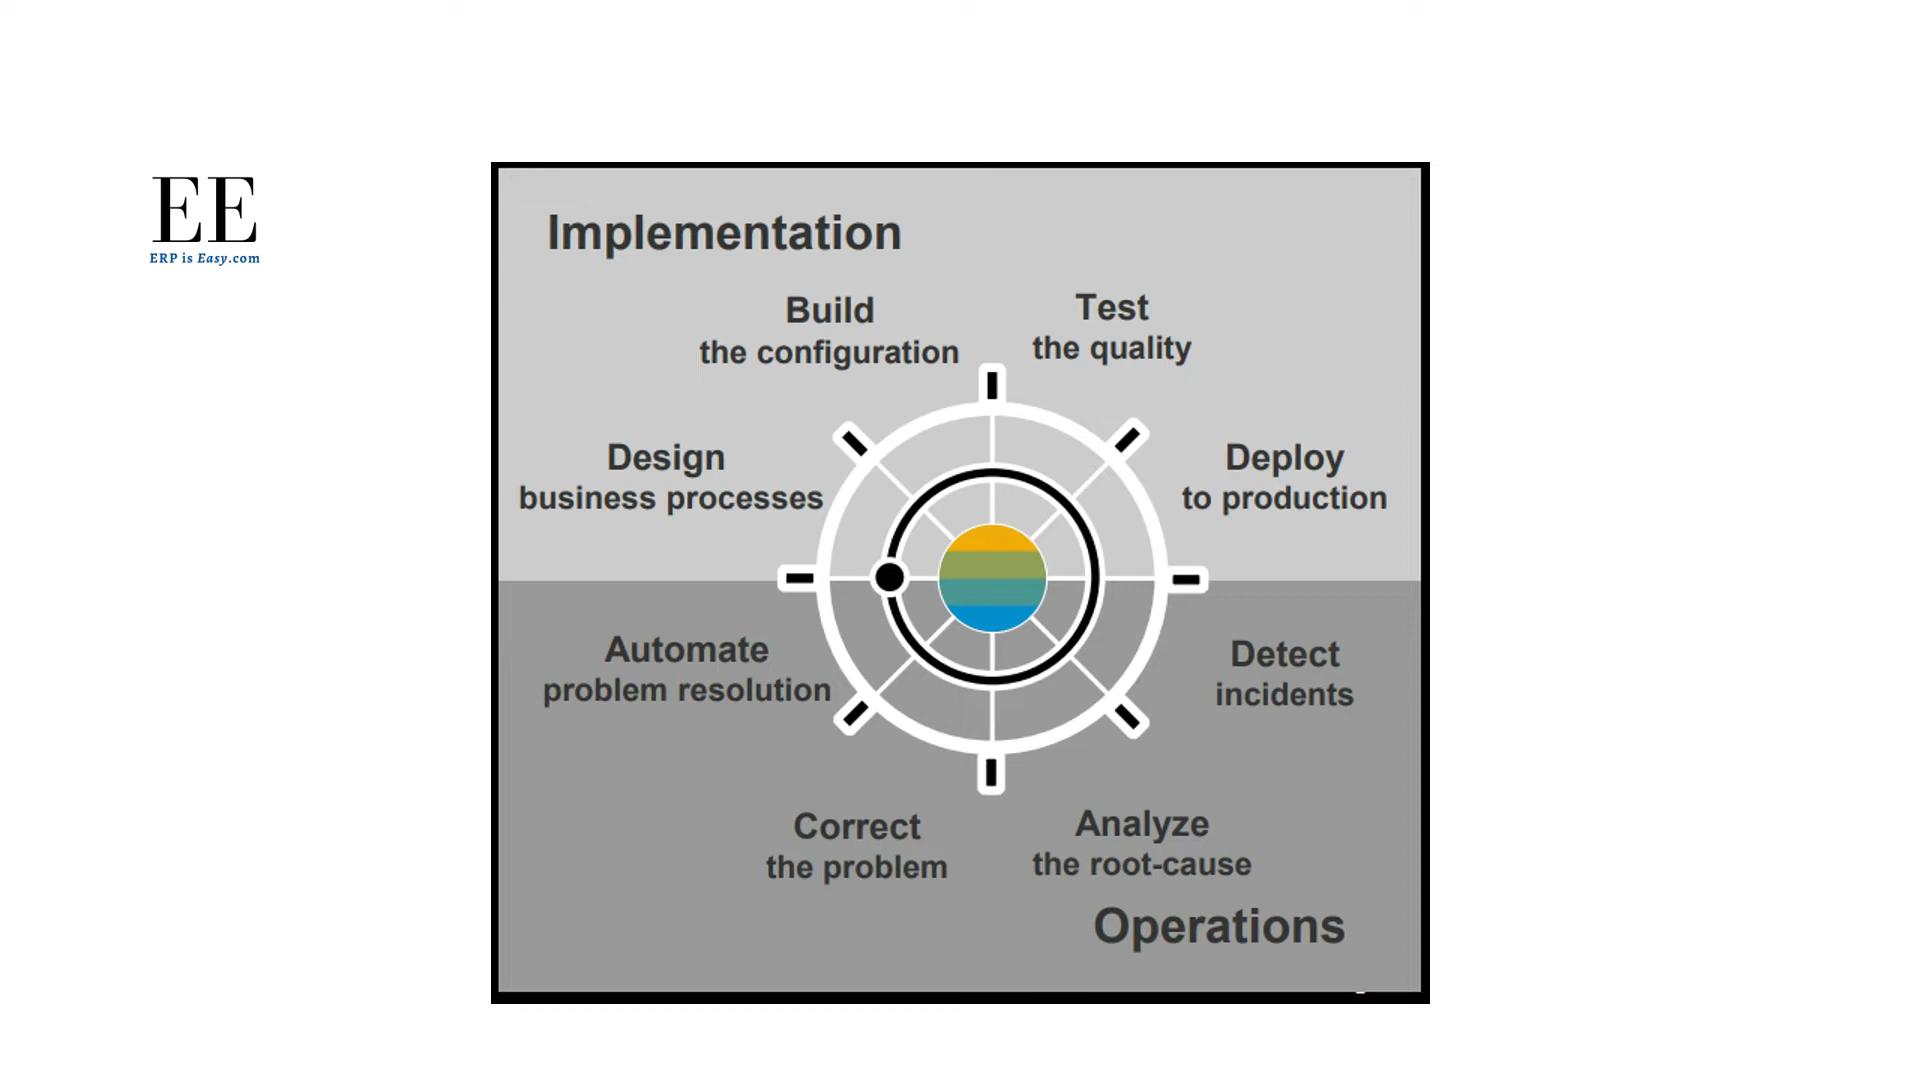 EE
ERP is Easy.com
Implementation
Build
the configuration
Test
the quality
Design
business processes
Deploy
to production
Automate
problem resolution
Detect
incidents
Correct
the problem
Analyze
the root-cause
Operations